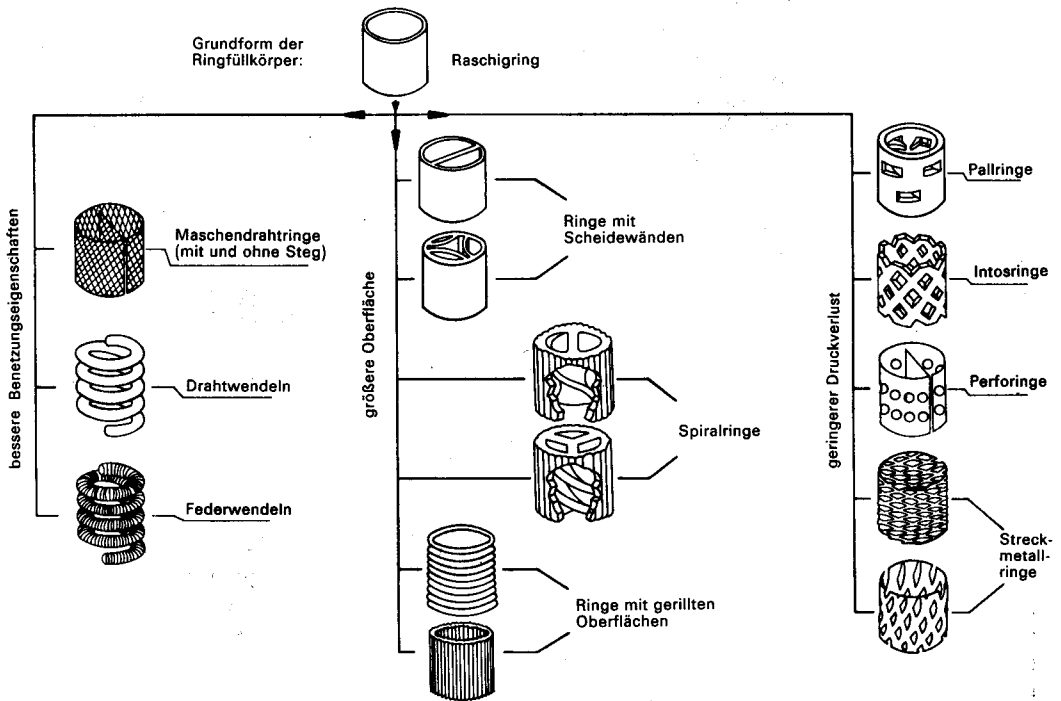 Grundform der
Ringfüllkörper:
Raschigring
bessere Benetzungseigenschaften
Maschendrahtringe
(mit und ohne Steg)
Drahtwendeln
Federwendeln
größere Oberfläche
Ringe mit
Scheidewänden
Spiralringe
Ringe mit gerillten
Oberflächen
geringerer Druckverlust
Pallringe
Intosringe
Perforinge
Streck-
metall-
ringe